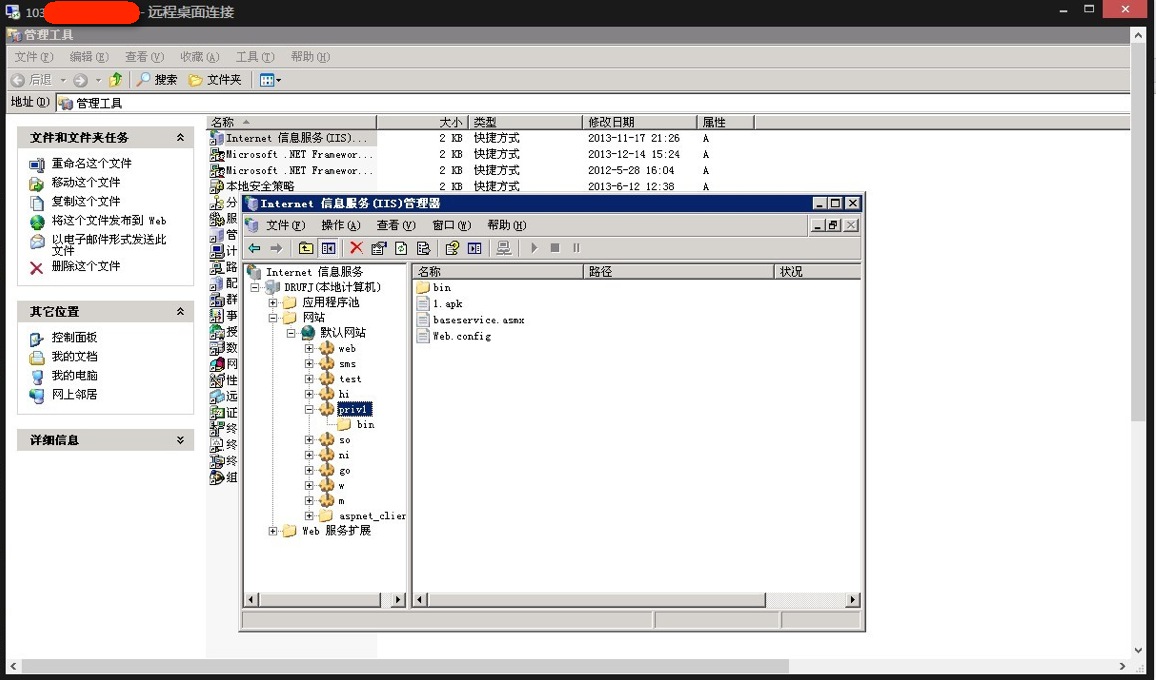 103
- 远程桌面连接
管理工具
文件(F) 编辑(E) 查看(V) 收藏(A) 工具(T) 帮助(H)
后退 搜索 文件夹
地址(D) 管理工具
文件和文件夹任务
重命名这个文件
移动这个文件
复制这个文件
将这个文件发布到 Web
以电子邮件形式发送此
文件
删除这个文件
其它位置
控制面板
我的文档
我的电脑
网上邻居
详细信息
名称 大小 类型 修改日期 属性
Internet 信息服务(IIS)... 2 KB 快捷方式 2013-11-17 21:26 A
Microsoft .NET Framewor... 2 KB 快捷方式 2013-12-14 15:24 A
Microsoft .NET Framewor... 2 KB 快捷方式 2012-5-28 16:04 A
本地安全策略 2 KB 快捷方式 2013-6-12 12:38 A
分
服
管
计
路
配
群
事
授
数
网
性
远
证
终
终
终
组
Internet 信息服务(IIS)管理器
文件(F) 操作(A) 查看(V) 窗口(W) 帮助(H)
Internet 信息服务
DRUFJ(本地计算机)
应用程序池
网站
默认网站
web
sms
test
hi
priv1
bin
so
ni
go
w
m
aspnet_clier
Web 服务扩展
名称 路径 状况
bin
1.apk
baseservice.asmx
Web.config